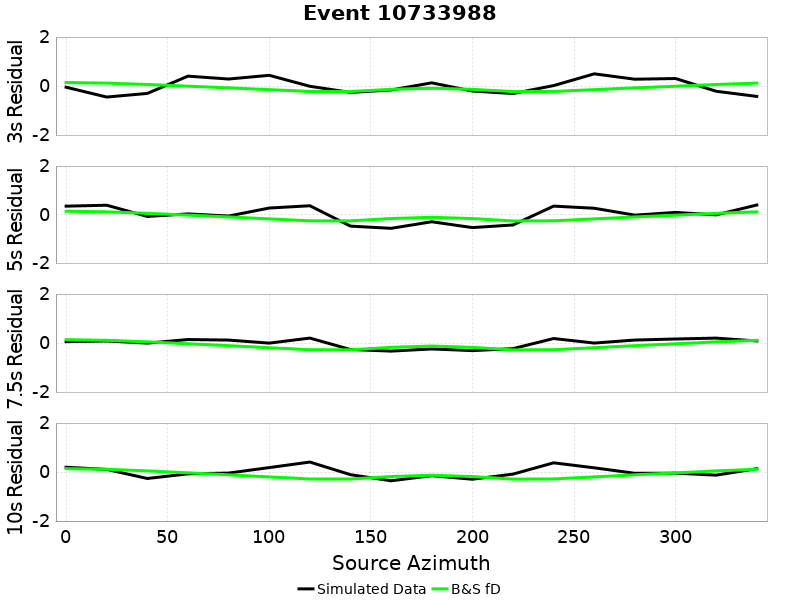 Event 10733988
3s Residual
2
0
-2
5s Residual
2
0
-2
7.5s Residual
2
0
-2
10s Residual
2
0
-2
0 50 100 150 200 250 300
Source Azimuth
Simulated Data B&S fD